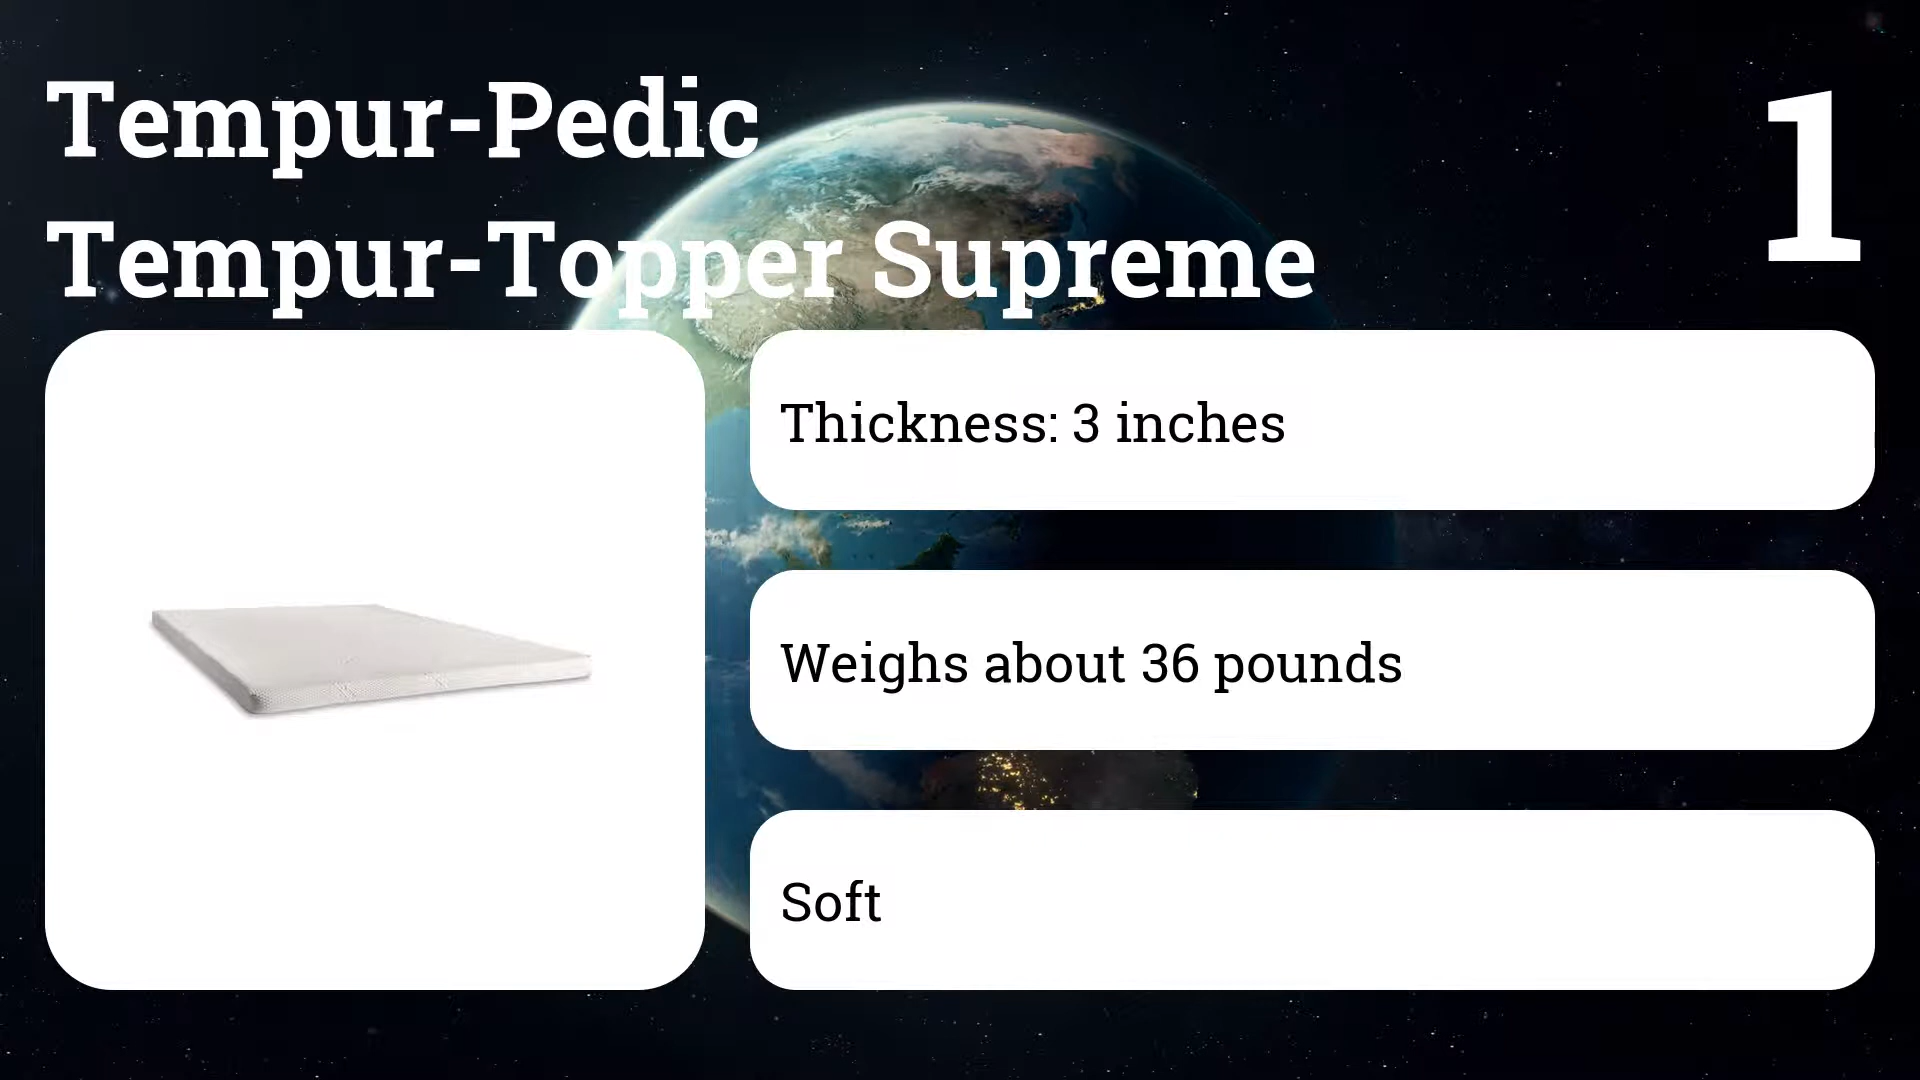 Tempur-Pedic
Tempur-Topper Supreme
1
Thickness: 3 inches
Weighs about 36 pounds
Soft